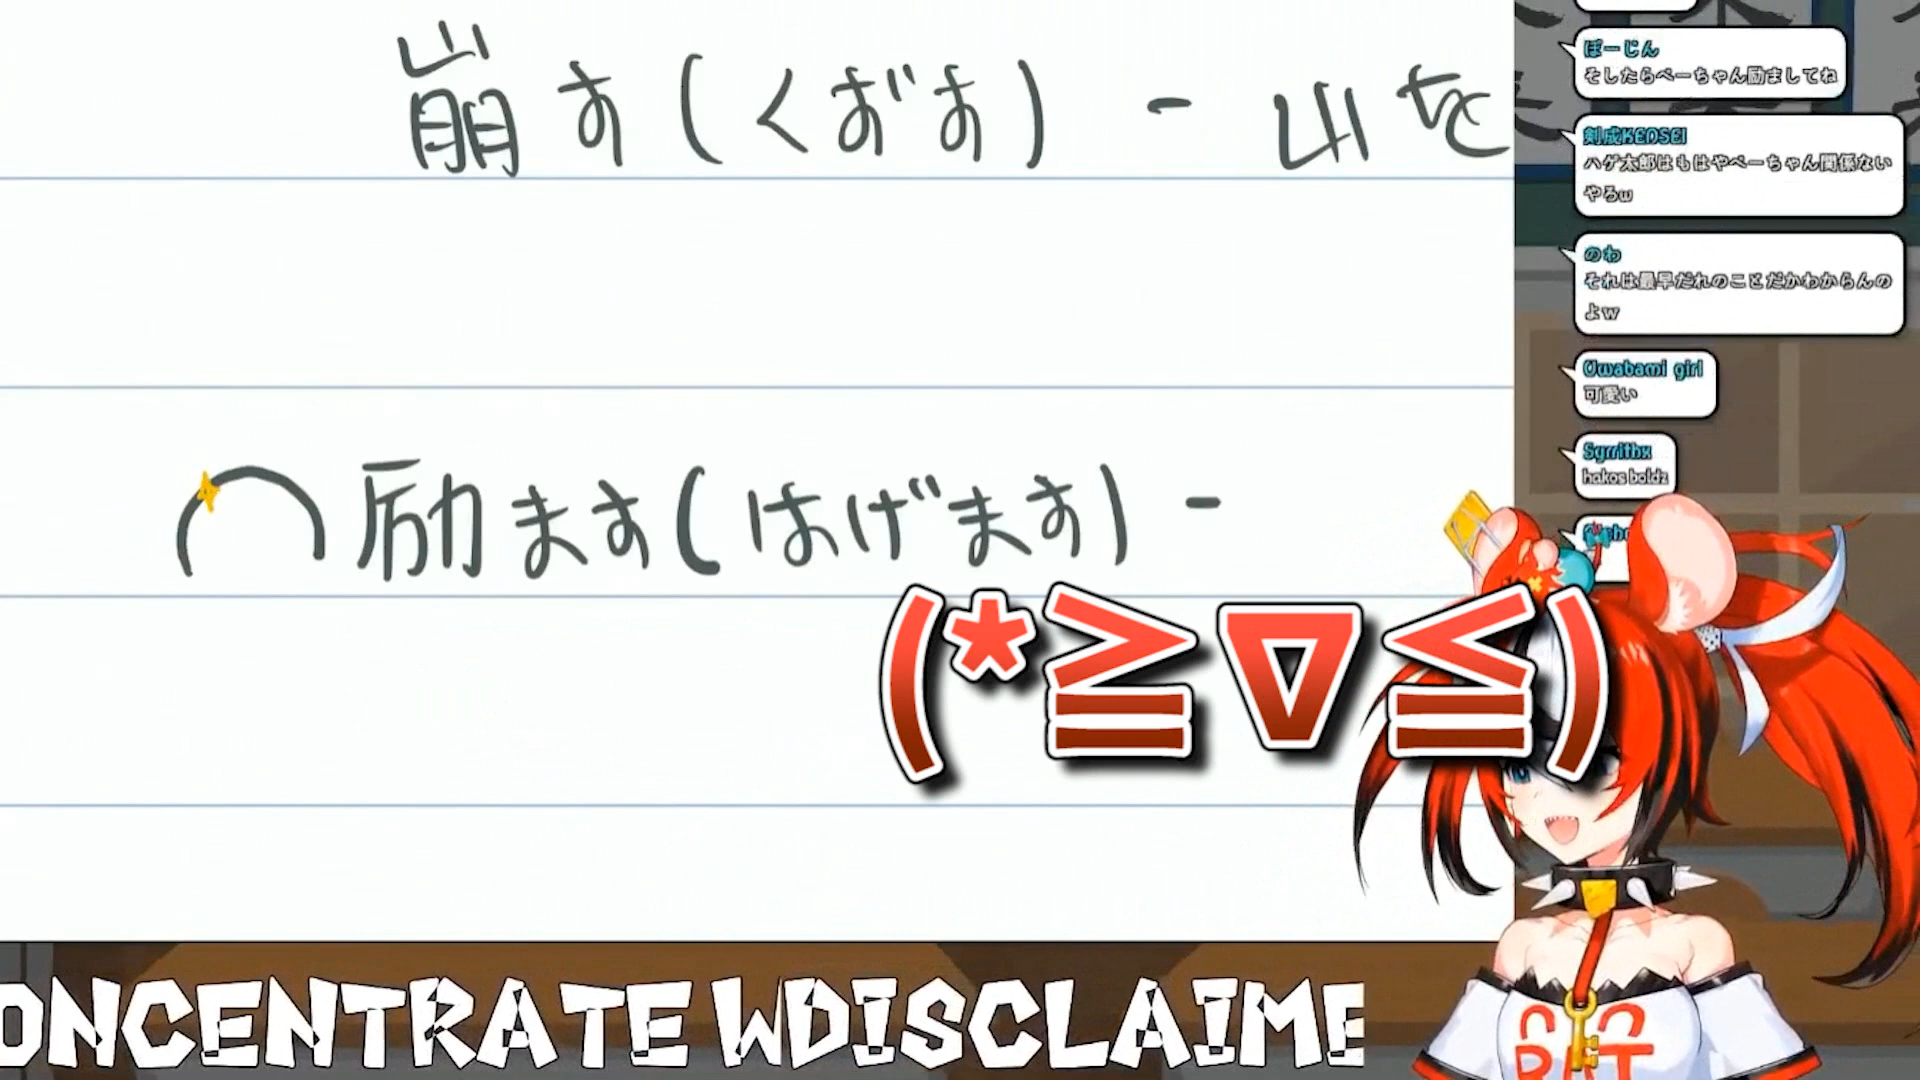 崩す(くずす) - 山を
励ます(はげます) -
ぽーじん
そしたらべーちゃん励ましてね
剣成KENSEI
ハゲ太郎はもはやべーちゃん関係ない
やろw
のわ
それは最早だれのことだかわからんの
よw
Uwabami girl
可愛い
Syrritbx
hakos boldz
(*≧∇≦)
ONCENTRATE WDISCLAIME
RAT